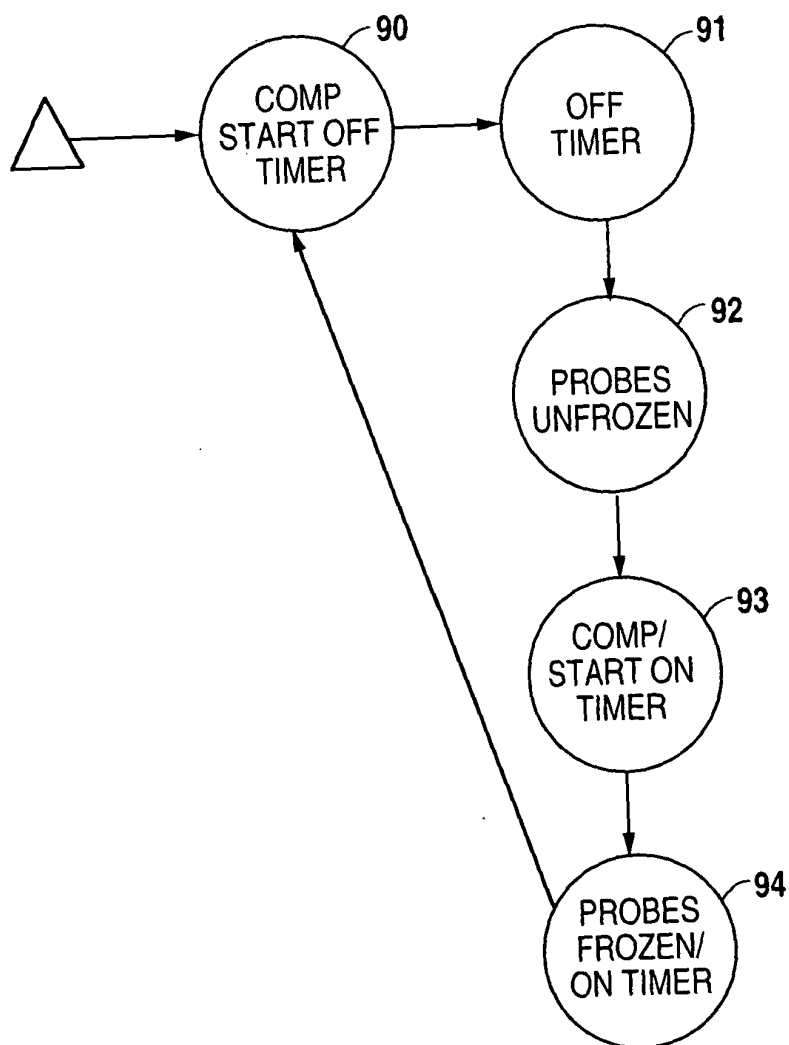 90
COMP
START OFF
TIMER
91
OFF
TIMER
92
PROBES
UNFROZEN
93
COMP/
START ON
TIMER
94
PROBES
FROZEN/
ON TIMER